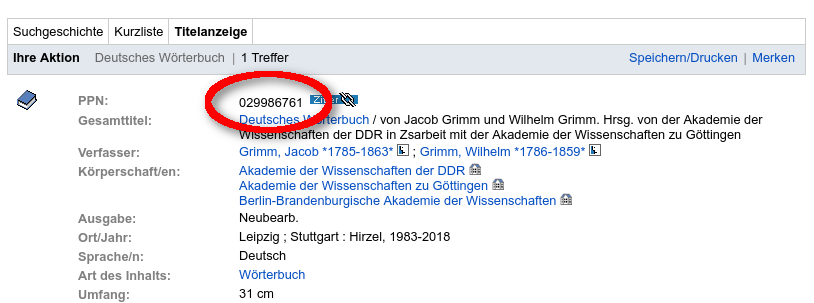 Suchgeschichte Kurzliste Titelanzeige
Ihre Aktion Deutsches Wörterbuch | 1 Treffer Speichern/Drucken | Merken
PPN: 029986761
Gesamttitel: Deutsches Wörterbuch / von Jacob Grimm und Wilhelm Grimm. Hrsg. von der Akademie der
Wissenschaften der DDR in Zsarbeit mit der Akademie der Wissenschaften zu Göttingen
Verfasser: Grimm, Jacob *1785-1863* ; Grimm, Wilhelm *1786-1859*
Körperschaft/en: Akademie der Wissenschaften der DDR
Akademie der Wissenschaften zu Göttingen
Berlin-Brandenburgische Akademie der Wissenschaften
Ausgabe: Neubearb.
Ort/Jahr: Leipzig ; Stuttgart : Hirzel, 1983-2018
Sprache/n: Deutsch
Art des Inhalts: Wörterbuch
Umfang: 31 cm